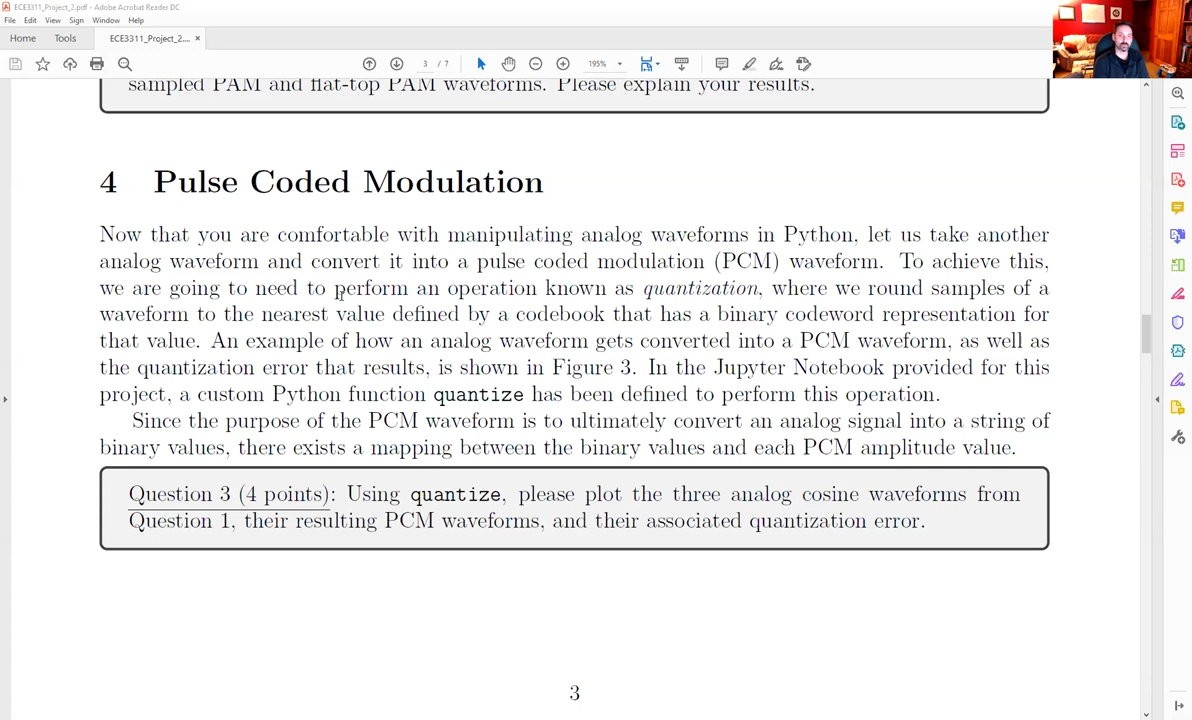 ECE3311_Project_2.pdf - Adobe Acrobat Reader DC
File Edit View Sign Window Help
Home Tools ECE3311_Project_2.... ×
3 / 7 195%
sampled PAM and flat-top PAM waveforms. Please explain your results.
4 Pulse Coded Modulation
Now that you are comfortable with manipulating analog waveforms in Python, let us take another
analog waveform and convert it into a pulse coded modulation (PCM) waveform. To achieve this,
we are going to need to perform an operation known as quantization, where we round samples of a
waveform to the nearest value defined by a codebook that has a binary codeword representation for
that value. An example of how an analog waveform gets converted into a PCM waveform, as well as
the quantization error that results, is shown in Figure 3. In the Jupyter Notebook provided for this
project, a custom Python function quantize has been defined to perform this operation.
Since the purpose of the PCM waveform is to ultimately convert an analog signal into a string of
binary values, there exists a mapping between the binary values and each PCM amplitude value.
Question 3 (4 points): Using quantize, please plot the three analog cosine waveforms from
Question 1, their resulting PCM waveforms, and their associated quantization error.
3